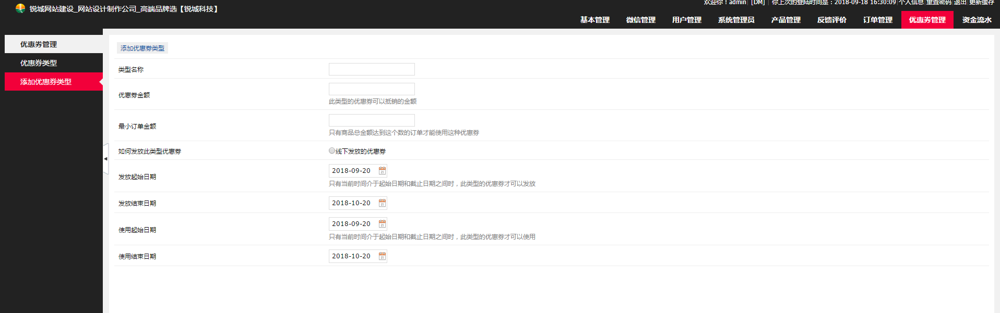 锐城网站建设_网站设计制作公司_高端品牌选【锐城科技】
欢迎你！admin | [DM] | 你上次的登陆时间是：2018-09-18 16:30:09|个人信息|重置密码|退出|更新缓存
基本管理 微信管理 用户管理 系统管理员 产品管理 反馈评价 订单管理 优惠券管理 资金流水
优惠券管理
优惠券类型
添加优惠券类型
添加优惠券类型
类型名称
优惠券金额
此类型的优惠券可以抵销的金额
最小订单金额
只有商品总金额达到这个数的订单才能使用这种优惠券
如何发放此类型优惠券 线下发放的优惠券
发放起始日期 2018-09-20
只有当前时间介于起始日期和截止日期之间时，此类型的优惠券才可以发放
发放结束日期 2018-10-20
使用起始日期 2018-09-20
只有当前时间介于起始日期和截止日期之间时，此类型的优惠券才可以使用
使用结束日期 2018-10-20